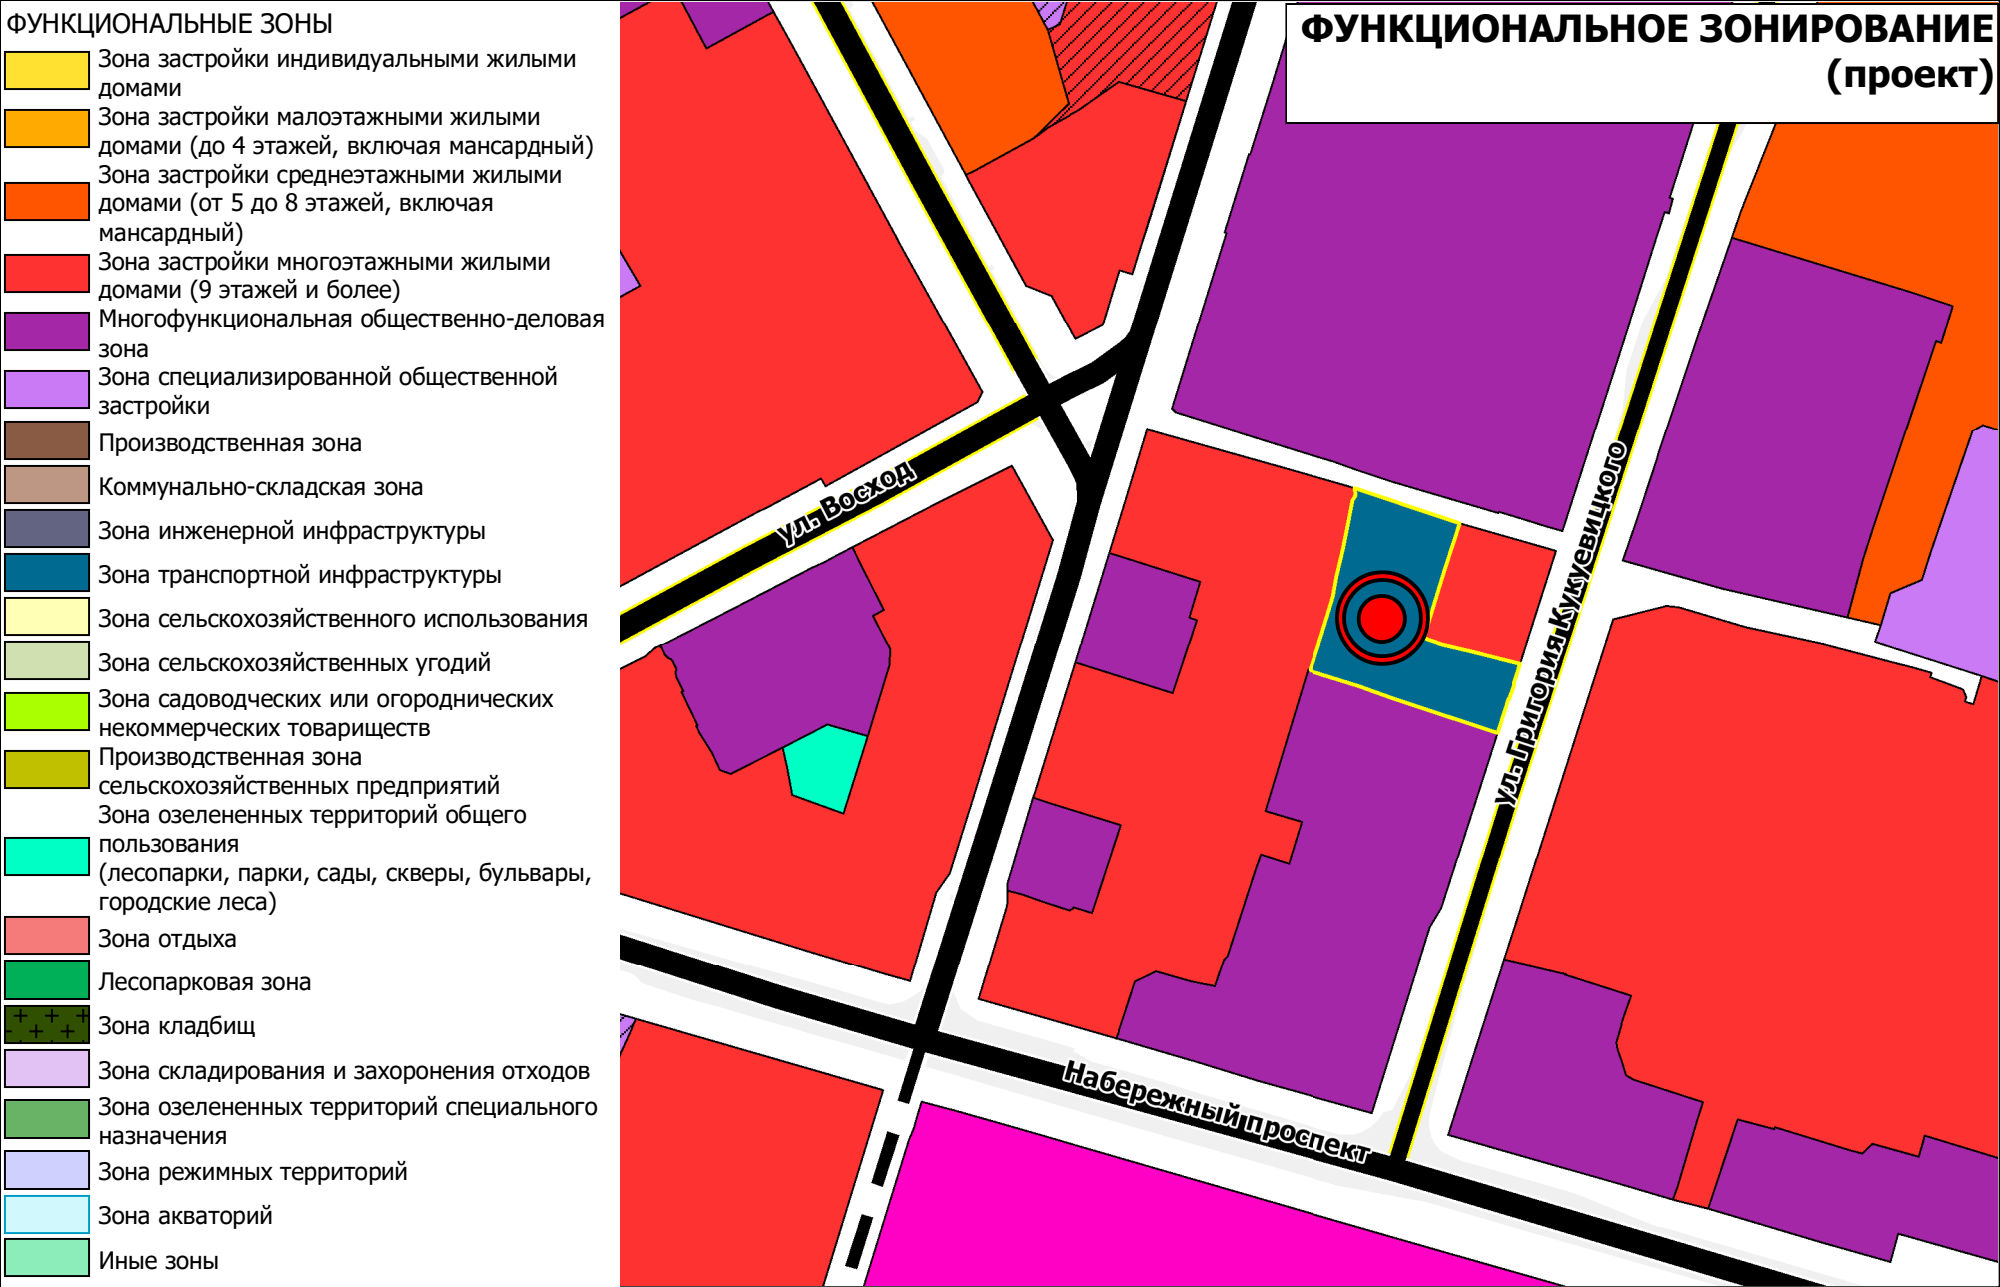 ФУНКЦИОНАЛЬНЫЕ ЗОНЫ
Зона застройки индивидуальными жилыми
домами
Зона застройки малоэтажными жилыми
домами (до 4 этажей, включая мансардный)
Зона застройки среднеэтажными жилыми
домами (от 5 до 8 этажей, включая
мансардный)
Зона застройки многоэтажными жилыми
домами (9 этажей и более)
Многофункциональная общественно-деловая
зона
Зона специализированной общественной
застройки
Производственная зона
Коммунально-складская зона
Зона инженерной инфраструктуры
Зона транспортной инфраструктуры
Зона сельскохозяйственного использования
Зона сельскохозяйственных угодий
Зона садоводческих или огороднических
некоммерческих товариществ
Производственная зона
сельскохозяйственных предприятий
Зона озелененных территорий общего
пользования
(лесопарки, парки, сады, скверы, бульвары,
городские леса)
Зона отдыха
Лесопарковая зона
Зона кладбищ
Зона складирования и захоронения отходов
Зона озелененных территорий специального
назначения
Зона режимных территорий
Зона акваторий
Иные зоны
ФУНКЦИОНАЛЬНОЕ ЗОНИРОВАНИЕ
(проект)
ул. Восход
ул. Григория Кукуевицкого
Набережный проспект